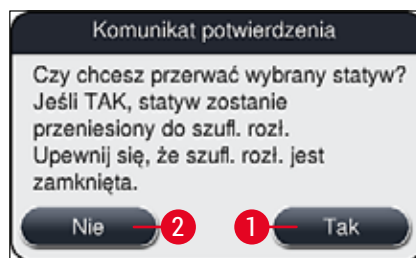 Komunikat potwierdzenia
Czy chcesz przerwać wybrany statyw?
Jeśli TAK, statyw zostanie
przeniesiony do szufl. rozł.
Upewnij się, że szufl. rozł. jest
zamknięta.
Nie 2 1 Tak